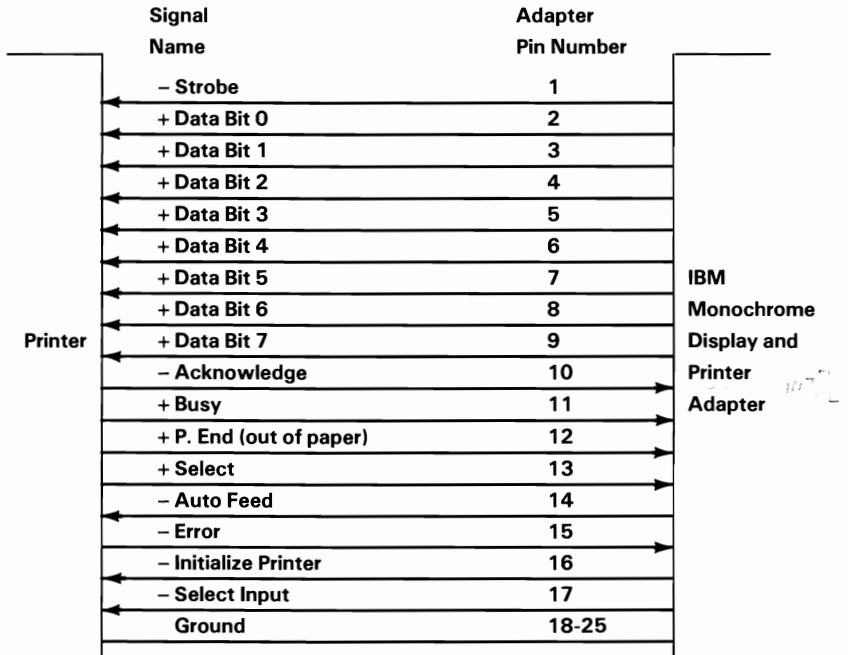 Signal Adapter
Name Pin Number
– Strobe 1
+ Data Bit 0 2
+ Data Bit 1 3
+ Data Bit 2 4
+ Data Bit 3 5
+ Data Bit 4 6
+ Data Bit 5 7 IBM
+ Data Bit 6 8 Monochrome
Printer + Data Bit 7 9 Display and
– Acknowledge 10 Printer
+ Busy 11 Adapter
+ P. End (out of paper) 12
+ Select 13
– Auto Feed 14
– Error 15
– Initialize Printer 16
– Select Input 17
Ground 18-25